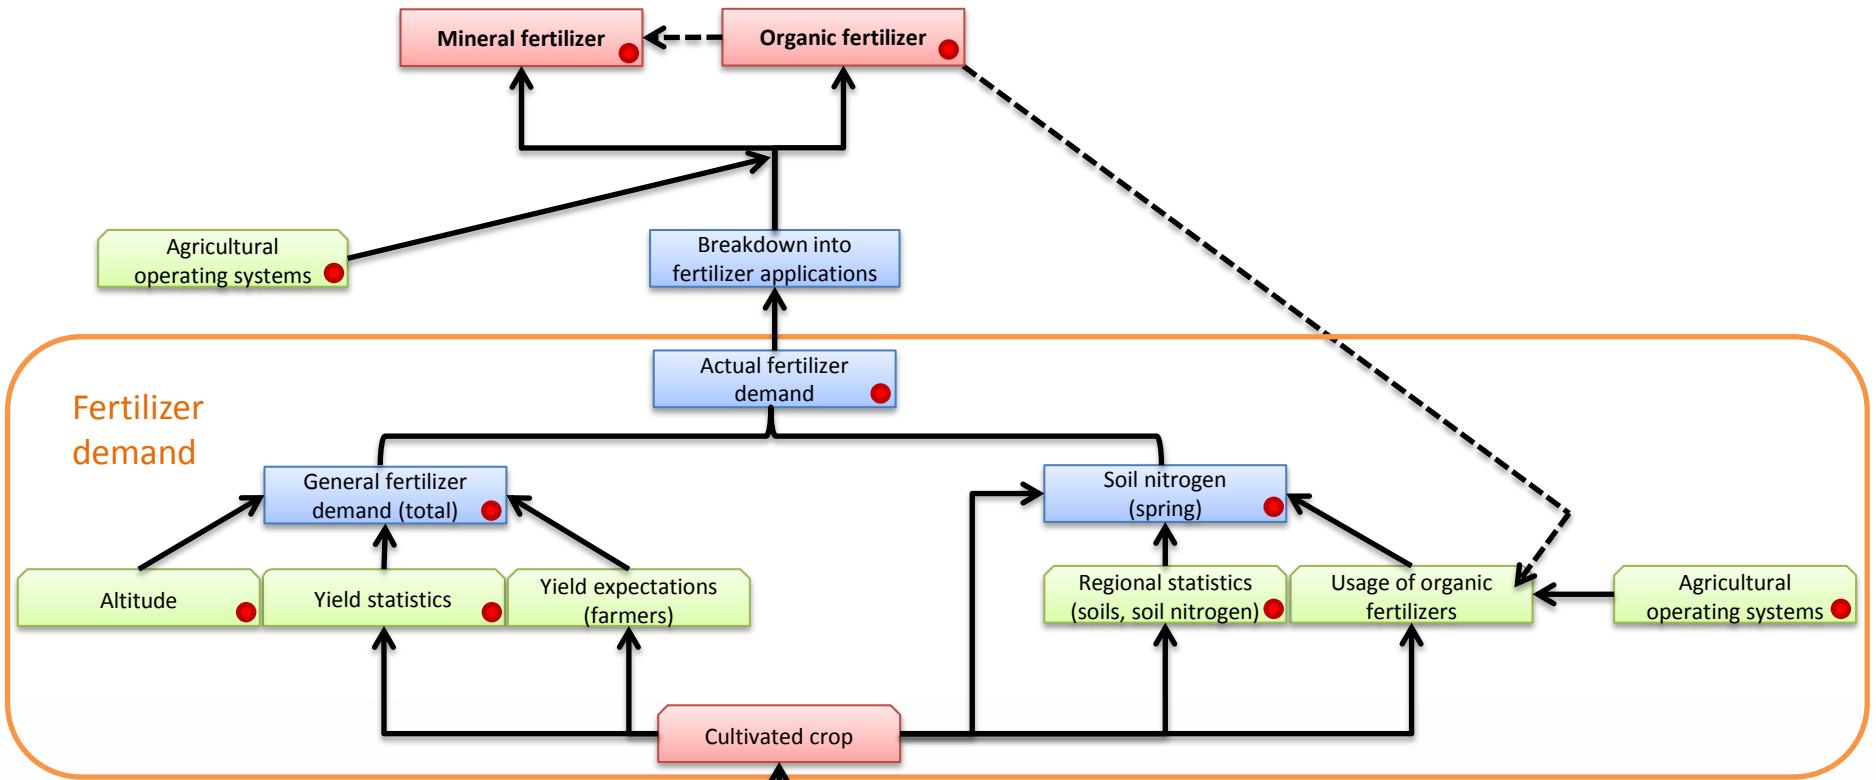 Mineral fertilizer
Organic fertilizer
Agricultural
operating systems
Breakdown into
fertilizer applications
Actual fertilizer
demand
Fertilizer
demand
General fertilizer
demand (total)
Soil nitrogen
(spring)
Altitude
Yield statistics
Yield expectations
(farmers)
Regional statistics
(soils, soil nitrogen)
Usage of organic
fertilizers
Agricultural
operating systems
Cultivated crop